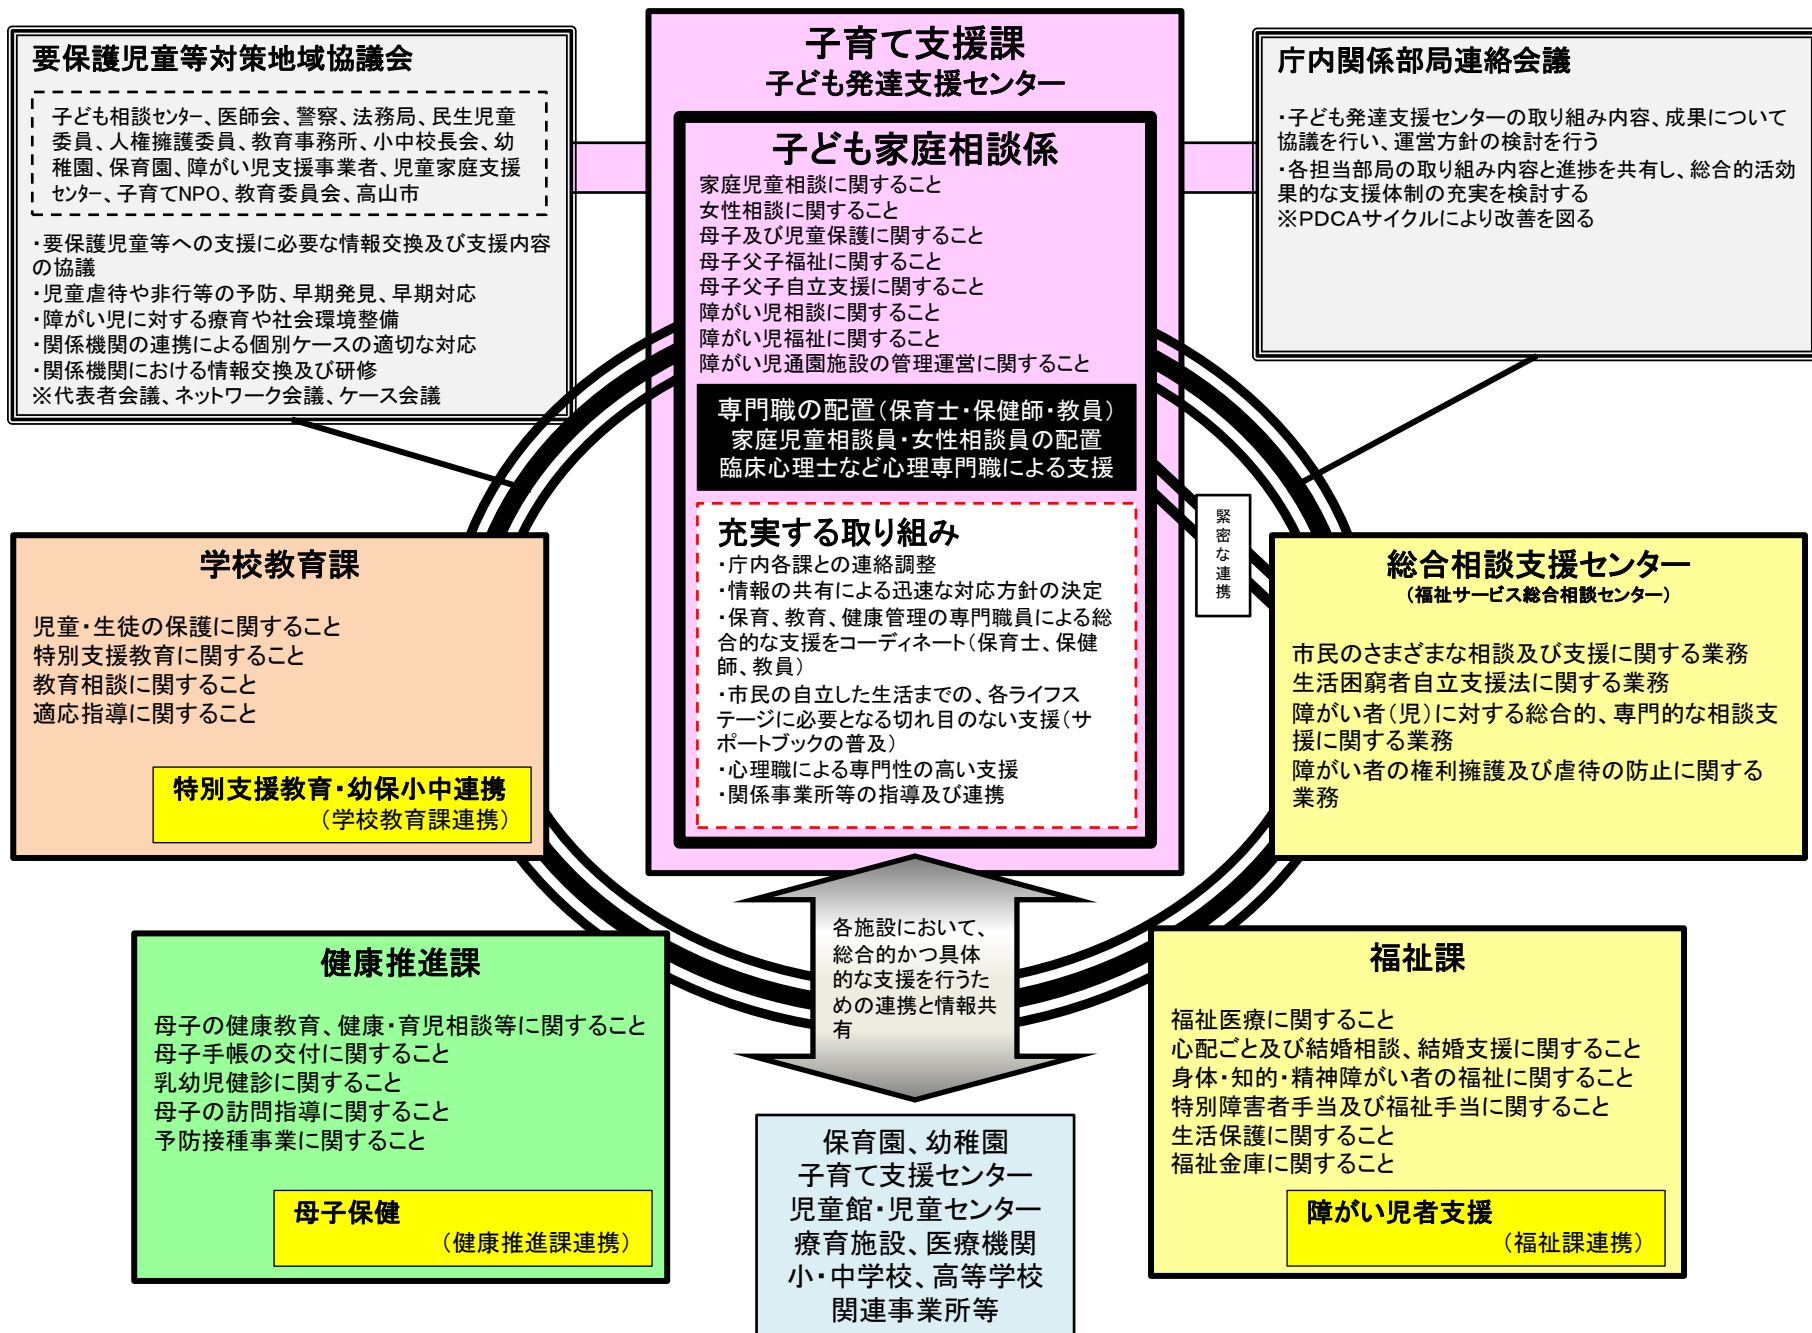 要保護児童等対策地域協議会
子ども相談センター、医師会、警察、法務局、民生児童
委員、人権擁護委員、教育事務所、小中校長会、幼
稚園、保育園、障がい児支援事業者、児童家庭支援
センター、子育てNPO、教育委員会、高山市
・要保護児童等への支援に必要な情報交換及び支援内容
の協議
・児童虐待や非行等の予防、早期発見、早期対応
・障がい児に対する療育や社会環境整備
・関係機関の連携による個別ケースの適切な対応
・関係機関における情報交換及び研修
※代表者会議、ネットワーク会議、ケース会議
子育て支援課
子ども発達支援センター
子ども家庭相談係
家庭児童相談に関すること
女性相談に関すること
母子及び児童保護に関すること
母子父子福祉に関すること
母子父子自立支援に関すること
障がい児相談に関すること
障がい児福祉に関すること
障がい児通園施設の管理運営に関すること
専門職の配置(保育士・保健師・教員)
家庭児童相談員・女性相談員の配置
臨床心理士など心理専門職による支援
充実する取り組み
・庁内各課との連絡調整
・情報の共有による迅速な対応方針の決定
・保育、教育、健康管理の専門職員による総
合的な支援をコーディネート(保育士、保健
師、教員)
・市民の自立した生活までの、各ライフス
テージに必要となる切れ目のない支援(サ
ポートブックの普及)
・心理職による専門性の高い支援
・関係事業所等の指導及び連携
庁内関係部局連絡会議
・子ども発達支援センターの取り組み内容、成果について
協議を行い、運営方針の検討を行う
・各担当部局の取り組み内容と進捗を共有し、総合的活効
果的な支援体制の充実を検討する
※PDCAサイクルにより改善を図る
緊密な連携
学校教育課
児童・生徒の保護に関すること
特別支援教育に関すること
教育相談に関すること
適応指導に関すること
特別支援教育・幼保小中連携
(学校教育課連携)
総合相談支援センター
(福祉サービス総合相談センター)
市民のさまざまな相談及び支援に関する業務
生活困窮者自立支援法に関する業務
障がい者(児)に対する総合的、専門的な相談支
援に関する業務
障がい者の権利擁護及び虐待の防止に関する
業務
健康推進課
母子の健康教育、健康・育児相談等に関すること
母子手帳の交付に関すること
乳幼児健診に関すること
母子の訪問指導に関すること
予防接種事業に関すること
母子保健
(健康推進課連携)
各施設において、
総合的かつ具体
的な支援を行うた
めの連携と情報共
有
保育園、幼稚園
子育て支援センター
児童館・児童センター
療育施設、医療機関
小・中学校、高等学校
関連事業所等
福祉課
福祉医療に関すること
心配ごと及び結婚相談、結婚支援に関すること
身体・知的・精神障がい者の福祉に関すること
特別障害者手当及び福祉手当に関すること
生活保護に関すること
福祉金庫に関すること
障がい児者支援
(福祉課連携)